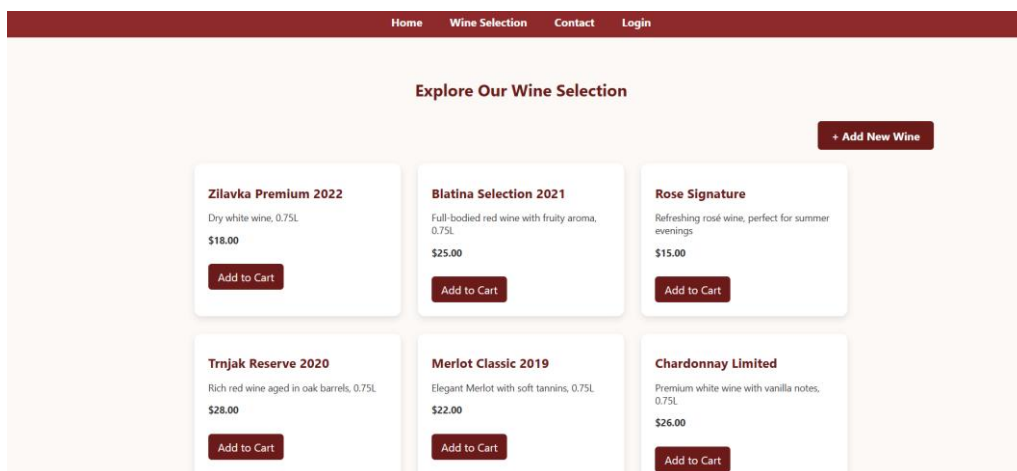 Home Wine Selection Contact Login
Explore Our Wine Selection
+ Add New Wine
Zilavka Premium 2022
Dry white wine, 0.75L
$18.00
Add to Cart
Blatina Selection 2021
Full-bodied red wine with fruity aroma,
0.75L
$25.00
Add to Cart
Rose Signature
Refreshing rosé wine, perfect for summer
evenings
$15.00
Add to Cart
Trnjak Reserve 2020
Rich red wine aged in oak barrels, 0.75L
$28.00
Add to Cart
Merlot Classic 2019
Elegant Merlot with soft tannins, 0.75L
$22.00
Add to Cart
Chardonnay Limited
Premium white wine with vanilla notes,
0.75L
$26.00
Add to Cart